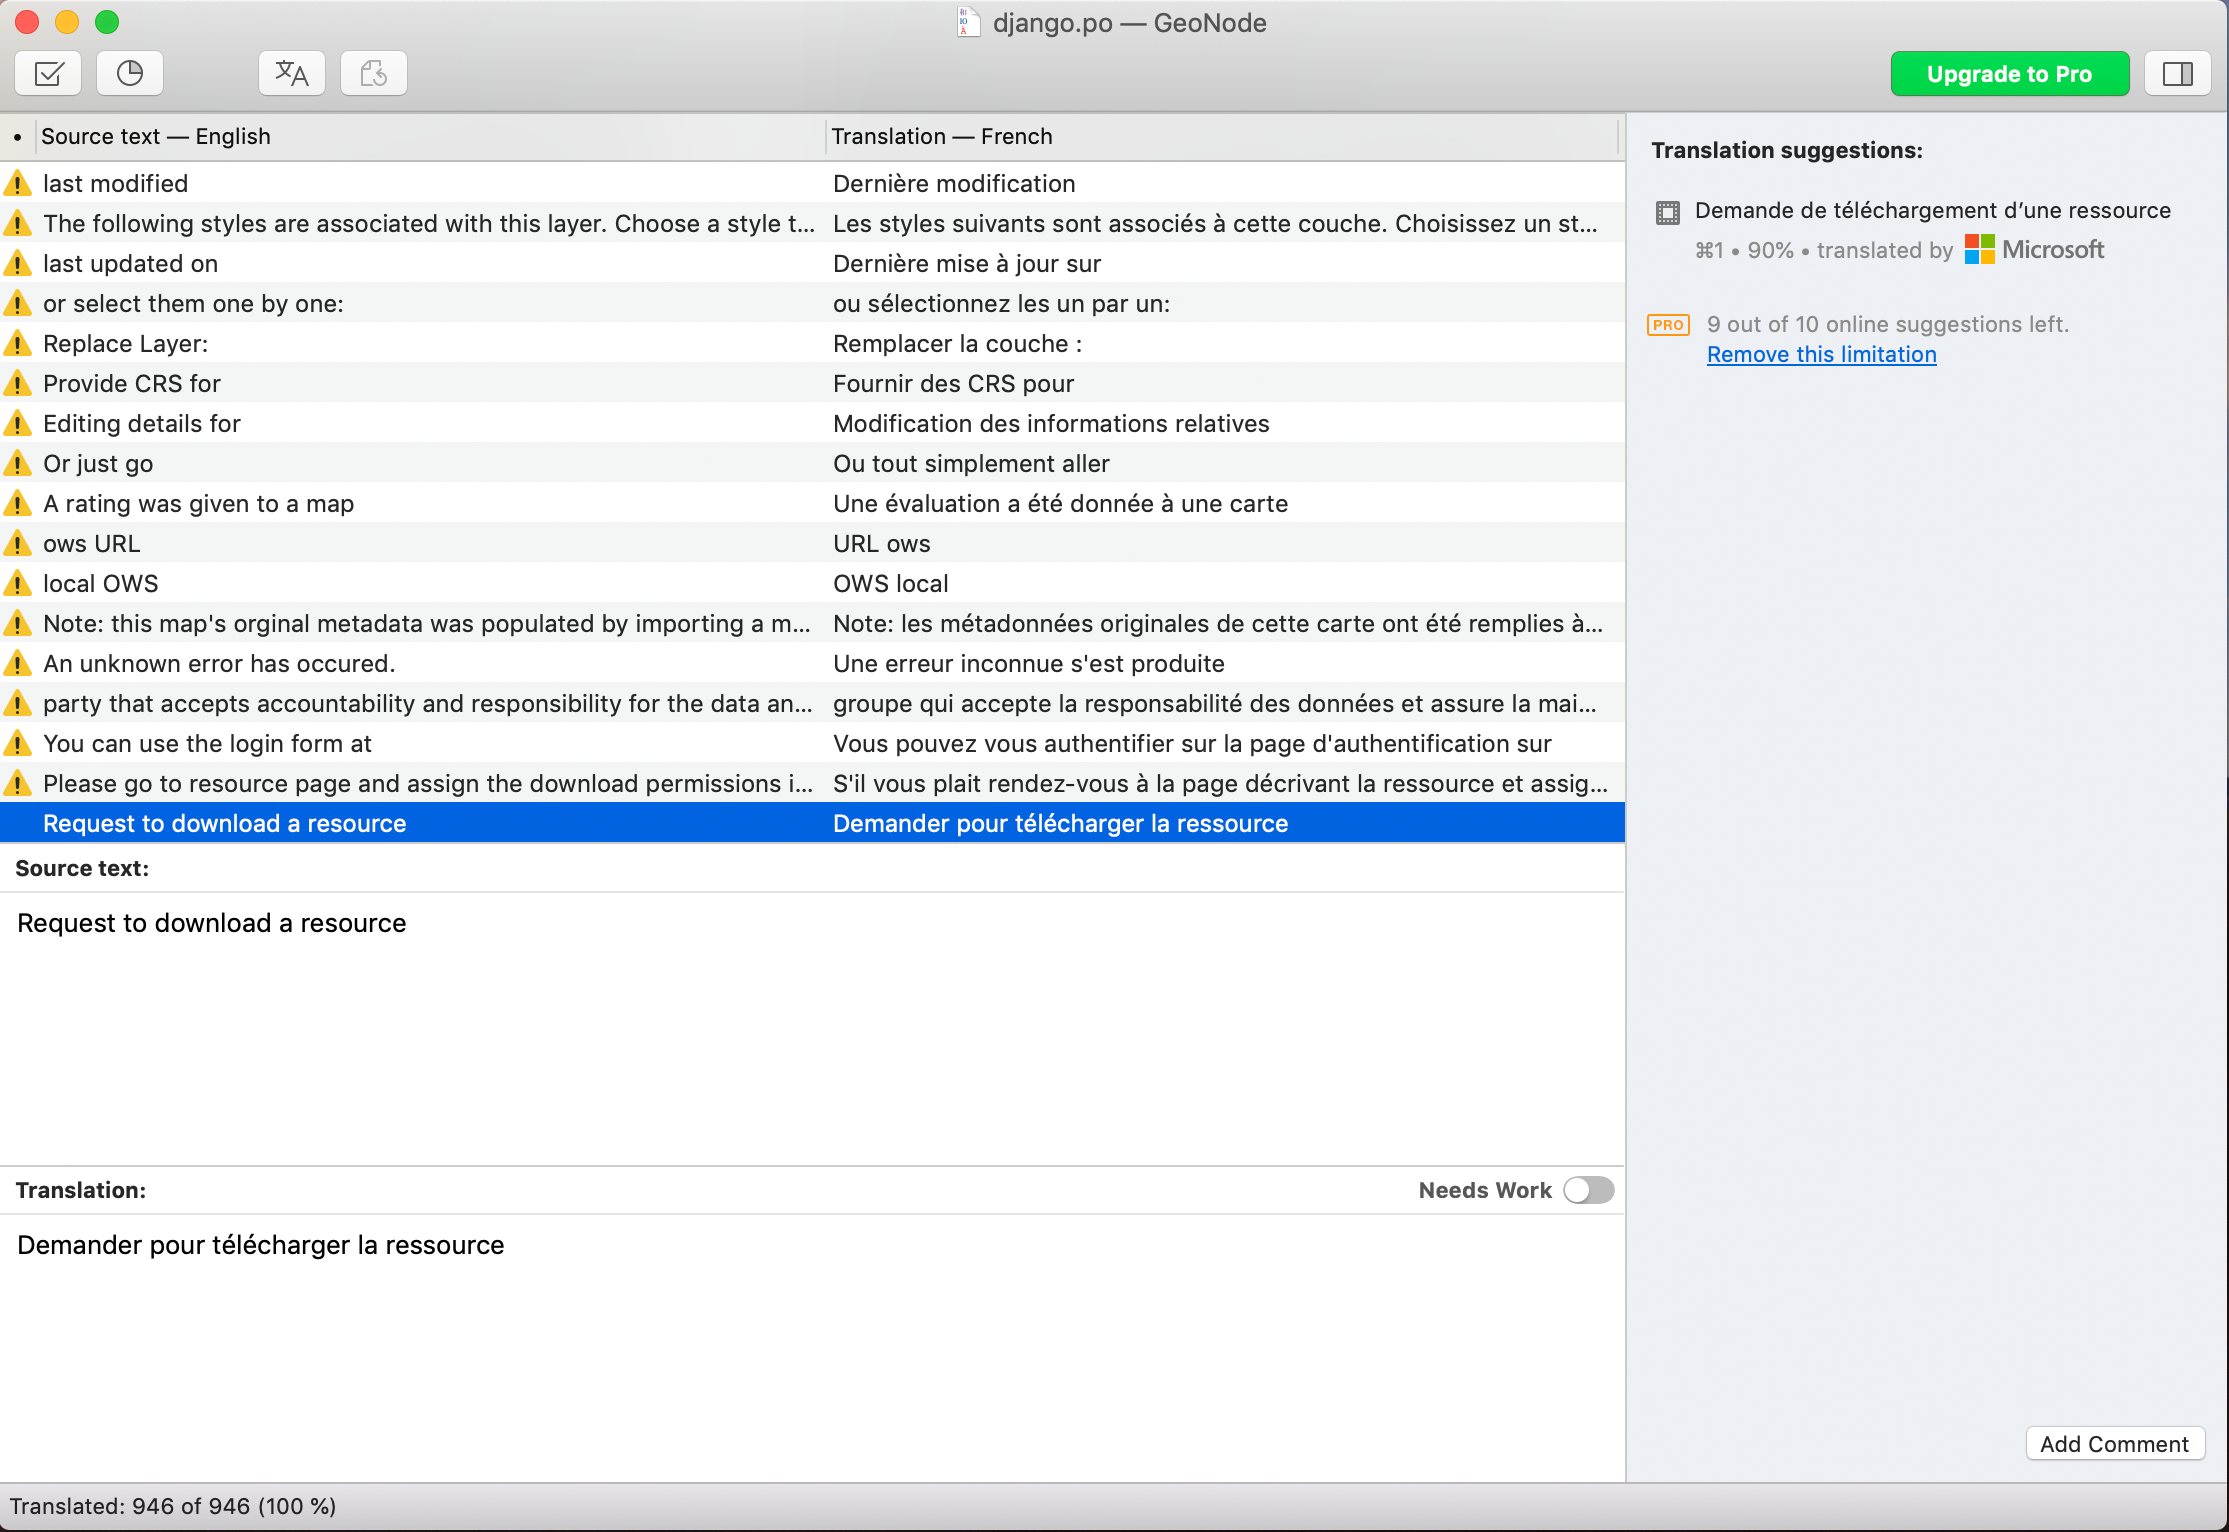 django.po — GeoNode
Upgrade to Pro
• Source text — English
Translation — French
last modified
Dernière modification
The following styles are associated with this layer. Choose a style t...
Les styles suivants sont associés à cette couche. Choisissez un st...
last updated on
Dernière mise à jour sur
or select them one by one:
ou sélectionnez les un par un:
Replace Layer:
Remplacer la couche :
Provide CRS for
Fournir des CRS pour
Editing details for
Modification des informations relatives
Or just go
Ou tout simplement aller
A rating was given to a map
Une évaluation a été donnée à une carte
ows URL
URL ows
local OWS
OWS local
Note: this map's orginal metadata was populated by importing a m...
Note: les métadonnées originales de cette carte ont été remplies à...
An unknown error has occured.
Une erreur inconnue s'est produite
party that accepts accountability and responsibility for the data an...
groupe qui accepte la responsabilité des données et assure la mai...
You can use the login form at
Vous pouvez vous authentifier sur la page d'authentification sur
Please go to resource page and assign the download permissions i...
S'il vous plait rendez-vous à la page décrivant la ressource et assig...
Request to download a resource
Demander pour télécharger la ressource
Source text:
Request to download a resource
Translation:
Needs Work
Demander pour télécharger la ressource
Translation suggestions:
Demande de téléchargement d’une ressource
⌘1 • 90% • translated by Microsoft
PRO 9 out of 10 online suggestions left.
Remove this limitation
Add Comment
Translated: 946 of 946 (100 %)